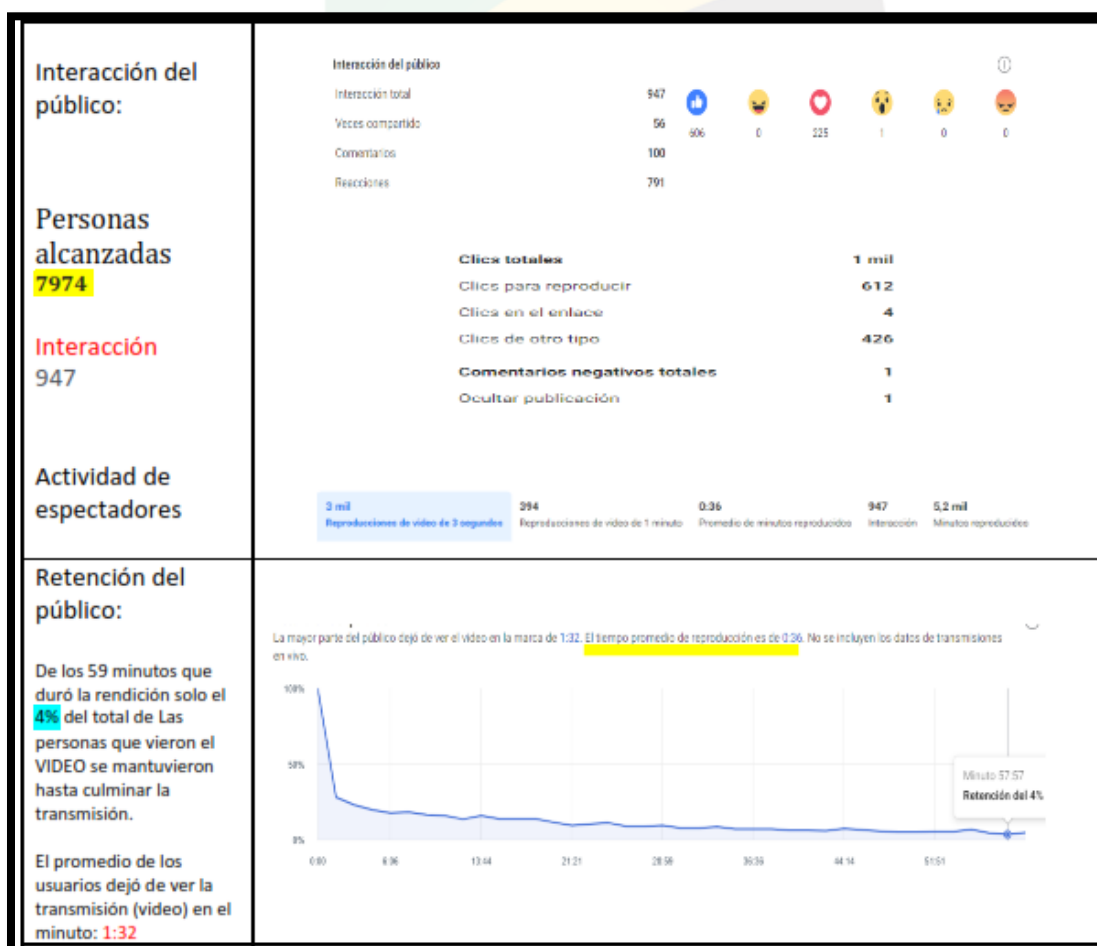 Interacción del
público:
Personas
alcanzadas
7974
Interacción
947
Actividad de
espectadores
Interacción del público
Interacción total 947
Veces compartido 56
Comentarios 100
Reacciones 791
606 0 225 1 0 0
Clics totales 1 mil
Clics para reproducir 612
Clics en el enlace 4
Clics de otro tipo 426
Comentarios negativos totales 1
Ocultar publicación 1
3 mil
Reproducciones de video de 3 segundos
394
Reproducciones de video de 1 minuto
0:36
Promedio de minutos reproducidos
947
Interacción
5,2 mil
Minutos reproducidos
Retención del
público:
De los 59 minutos que
duró la rendición solo el
4% del total de Las
personas que vieron el
VIDEO se mantuvieron
hasta culminar la
transmisión.
El promedio de los
usuarios dejó de ver la
transmisión (video) en el
minuto: 1:32
La mayor parte del público dejó de ver el video en la marca de 1:32. El tiempo promedio de reproducción es de 0:36. No se incluyen los datos de transmisiones
en vivo.
100%
50%
0%
Minuto 57:57
Retención del 4%
0:00 13:44 21:21 28:59 36:36 44:14 51:51